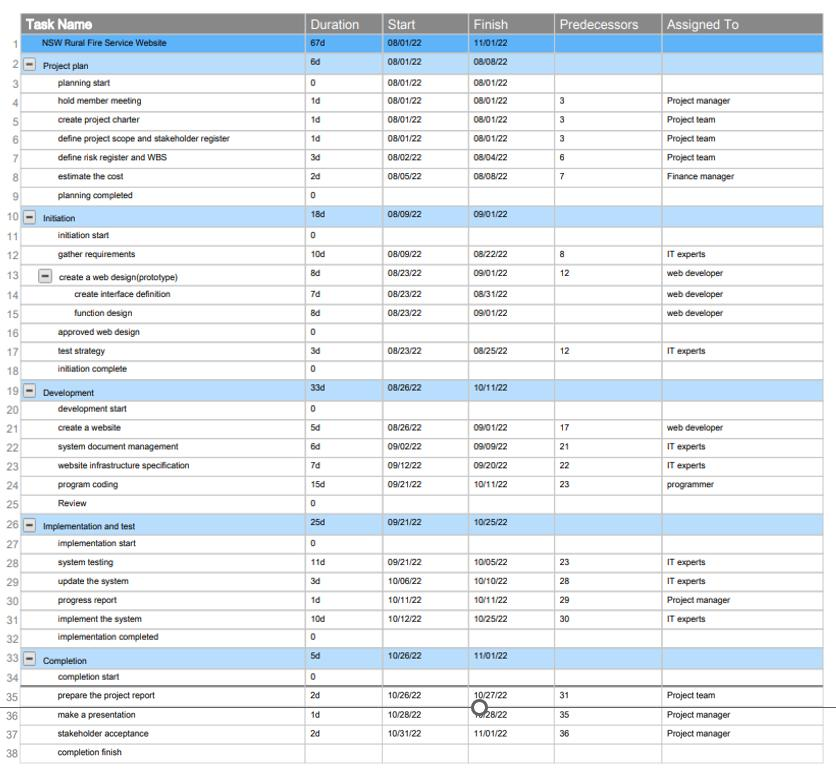 Task Name Duration Start Finish Predecessors Assigned To
1 NSW Rural Fire Service Website 67d 08/01/22 11/01/22
2 Project plan 6d 08/01/22 08/08/22
3 planning start 0 08/01/22 08/01/22
4 hold member meeting 1d 08/01/22 08/01/22 3 Project manager
5 create project charter 1d 08/01/22 08/01/22 3 Project team
6 define project scope and stakeholder register 1d 08/01/22 08/01/22 3 Project team
7 define risk register and WBS 3d 08/02/22 08/04/22 6 Project team
8 estimate the cost 2d 08/05/22 08/08/22 7 Finance manager
9 planning completed 0
10 Initiation 18d 08/09/22 09/01/22
11 initiation start 0
12 gather requirements 10d 08/09/22 08/22/22 8 IT experts
13 create a web design(prototype) 8d 08/23/22 09/01/22 12 web developer
14 create interface definition 7d 08/23/22 08/31/22 web developer
15 function design 8d 08/23/22 09/01/22 web developer
16 approved web design 0
17 test strategy 3d 08/23/22 08/25/22 12 IT experts
18 initiation complete 0
19 Development 33d 08/26/22 10/11/22
20 development start 0
21 create a website 5d 08/26/22 09/01/22 17 web developer
22 system document management 6d 09/02/22 09/09/22 21 IT experts
23 website infrastructure specification 7d 09/12/22 09/20/22 22 IT experts
24 program coding 15d 09/21/22 10/11/22 23 programmer
25 Review 0
26 Implementation and test 25d 09/21/22 10/25/22
27 implementation start 0
28 system testing 11d 09/21/22 10/05/22 23 IT experts
29 update the system 3d 10/06/22 10/10/22 28 IT experts
30 progress report 1d 10/11/22 10/11/22 29 Project manager
31 implement the system 10d 10/12/22 10/25/22 30 IT experts
32 implementation completed 0
33 Completion 5d 10/26/22 11/01/22
34 completion start 0
35 prepare the project report 2d 10/26/22 10/27/22 31 Project team
36 make a presentation 1d 10/28/22 10/28/22 35 Project manager
37 stakeholder acceptance 2d 10/31/22 11/01/22 36 Project manager
38 completion finish